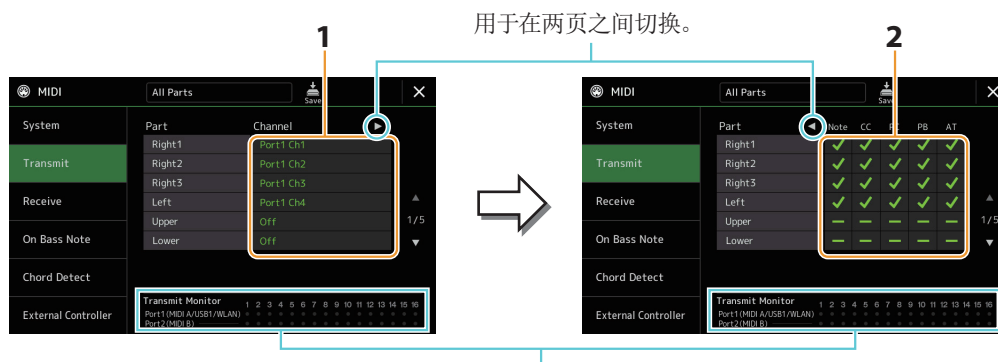 用于在两页之间切换。
1
2
MIDI
All Parts
Save
×
System
Transmit
Receive
On Bass Note
Chord Detect
External Controller
Part Channel
Right1 Port1 Ch1
Right2 Port1 Ch2
Right3 Port1 Ch3
Left Port1 Ch4
Upper Off
Lower Off
1/5
Transmit Monitor 1 2 3 4 5 6 7 8 9 10 11 12 13 14 15 16
Port1(MIDI A/USB1/WLAN)
Port2(MIDI B)
MIDI
All Parts
Save
×
System
Transmit
Receive
On Bass Note
Chord Detect
External Controller
Part Note CC PC PB AT
Right1
Right2
Right3
Left
Upper
Lower
1/5
Transmit Monitor 1 2 3 4 5 6 7 8 9 10 11 12 13 14 15 16
Port1(MIDI A/USB1/WLAN)
Port2(MIDI B)